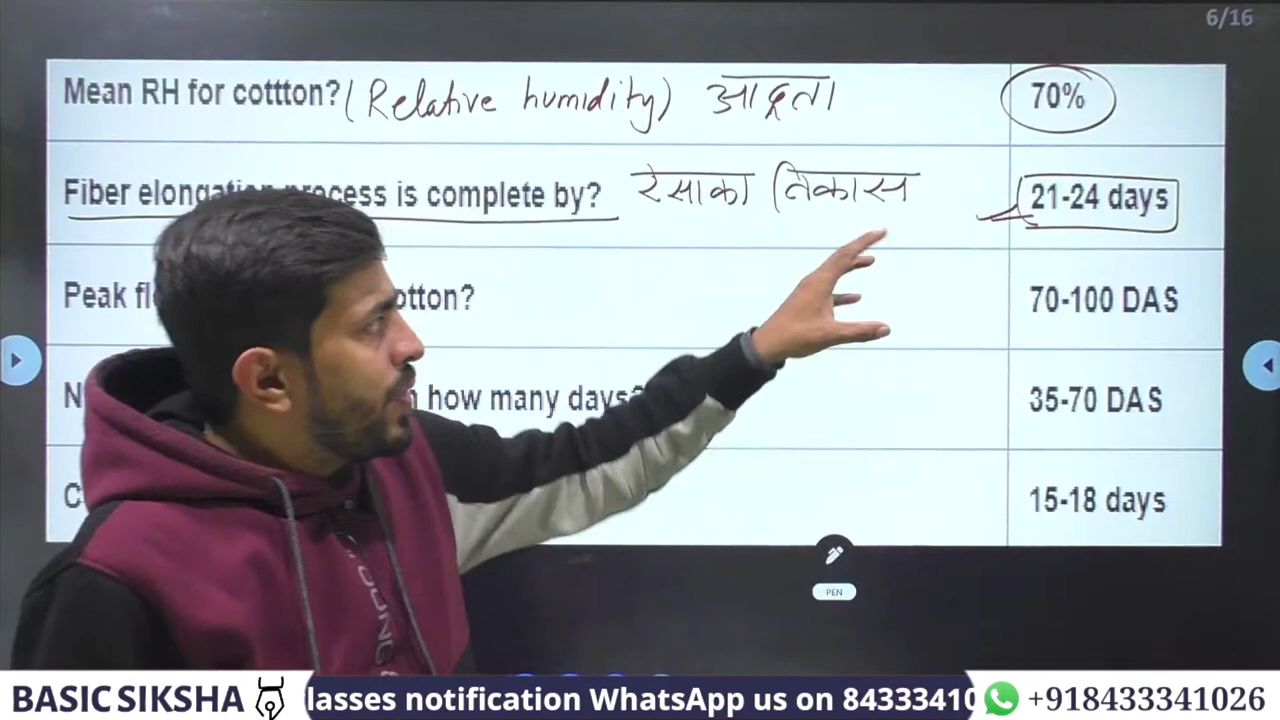 6/16
Mean RH for cottton? (Relative humidity) आद्रता 70%
Fiber elongation process is complete by? रेसाका निकास 21-24 days
Peak otton? 70-100 DAS
how many days? 35-70 DAS
15-18 days
PEN
BASIC SIKSHA lasses notification WhatsApp us on 84333410 +918433341026